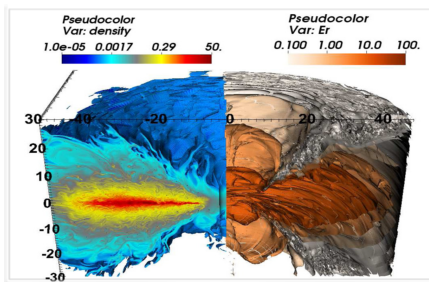 Pseudocolor
Var: density
1.0e-05 0.0017 0.29 50.
Pseudocolor
Var: Er
0.100 1.00 10.0 100.
30 -40 -20 0 20 40
20
10
0
-10
-20
-30